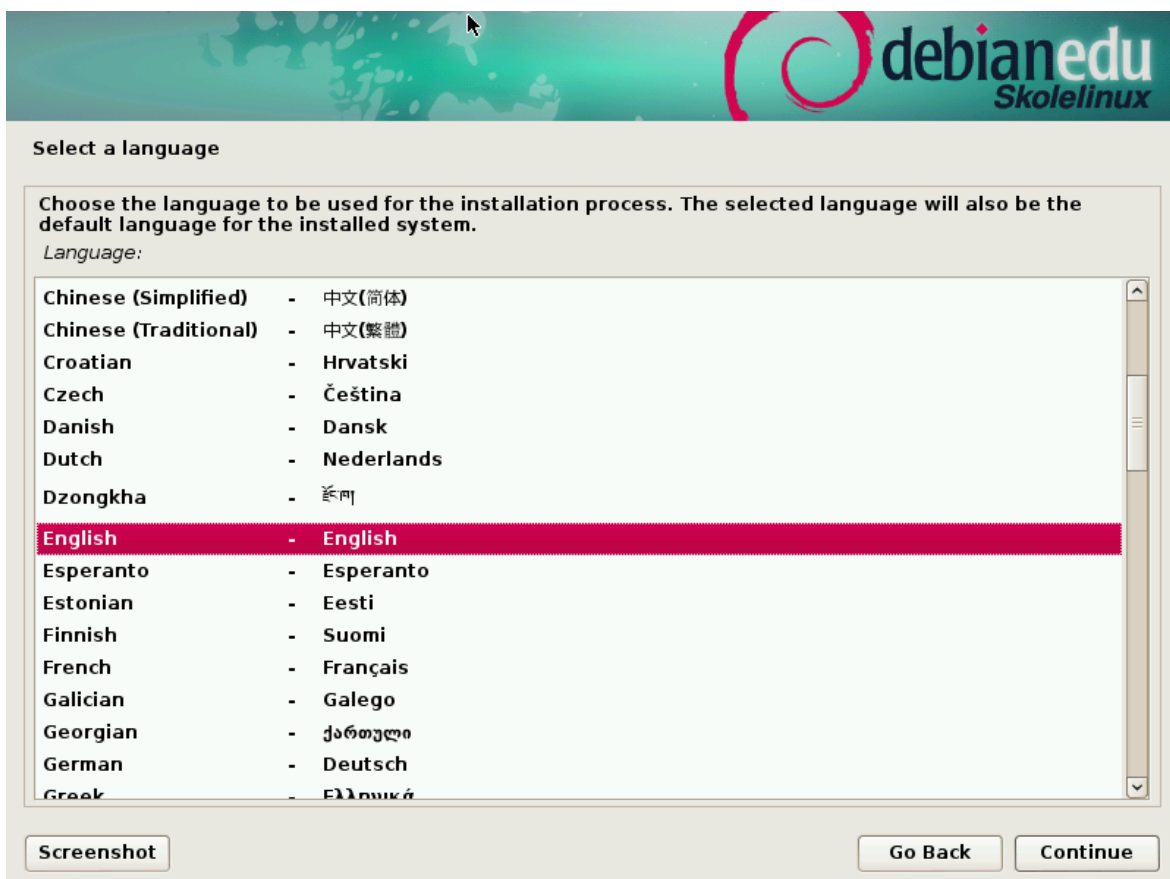 debianedu
Skolelinux
Select a language
Choose the language to be used for the installation process. The selected language will also be the
default language for the installed system.
Language:
Chinese (Simplified) - 中文(简体)
Chinese (Traditional) - 中文(繁體)
Croatian - Hrvatski
Czech - Čeština
Danish - Dansk
Dutch - Nederlands
Dzongkha - རྫོང་ཁ།
English - English
Esperanto - Esperanto
Estonian - Eesti
Finnish - Suomi
French - Français
Galician - Galego
Georgian - ქართული
German - Deutsch
Greek - Ελληνικά
Screenshot Go Back Continue